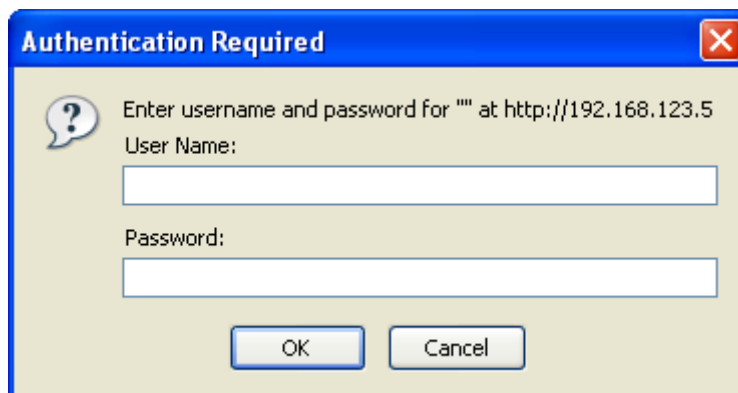 Authentication Required
Enter username and password for "" at http://192.168.123.5
User Name:
Password:
OK
Cancel